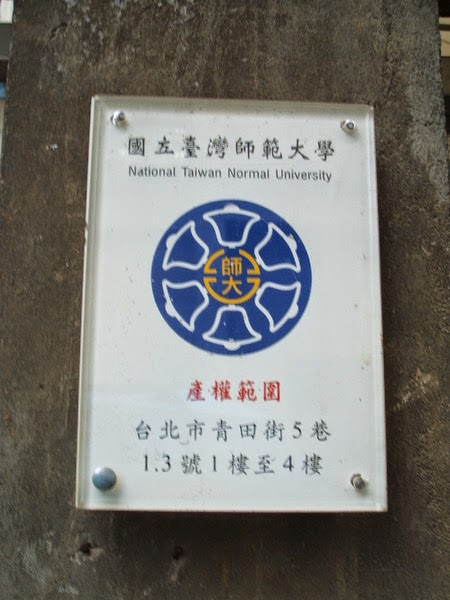 國立臺灣師範大學
National Taiwan Normal University
師
大
產權範圍
台北市青田街5巷
1.3號1樓至4樓